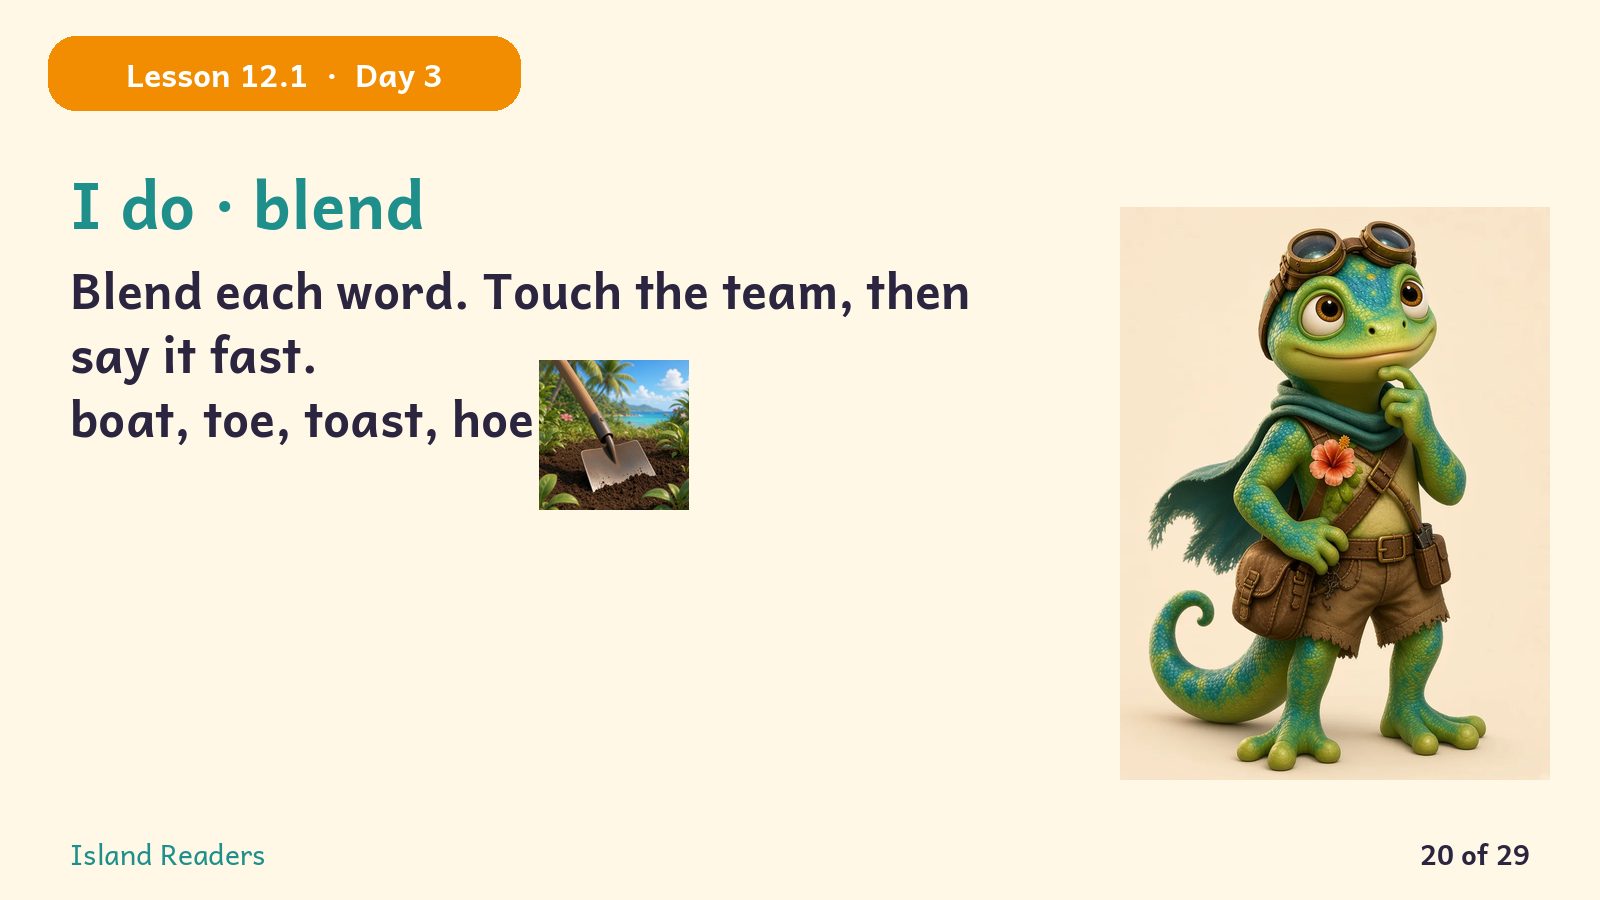 Lesson 12.1 · Day 3
I do · blend
Blend each word. Touch the team, then
say it fast.
boat, toe, toast, hoe
Island Readers
20 of 29